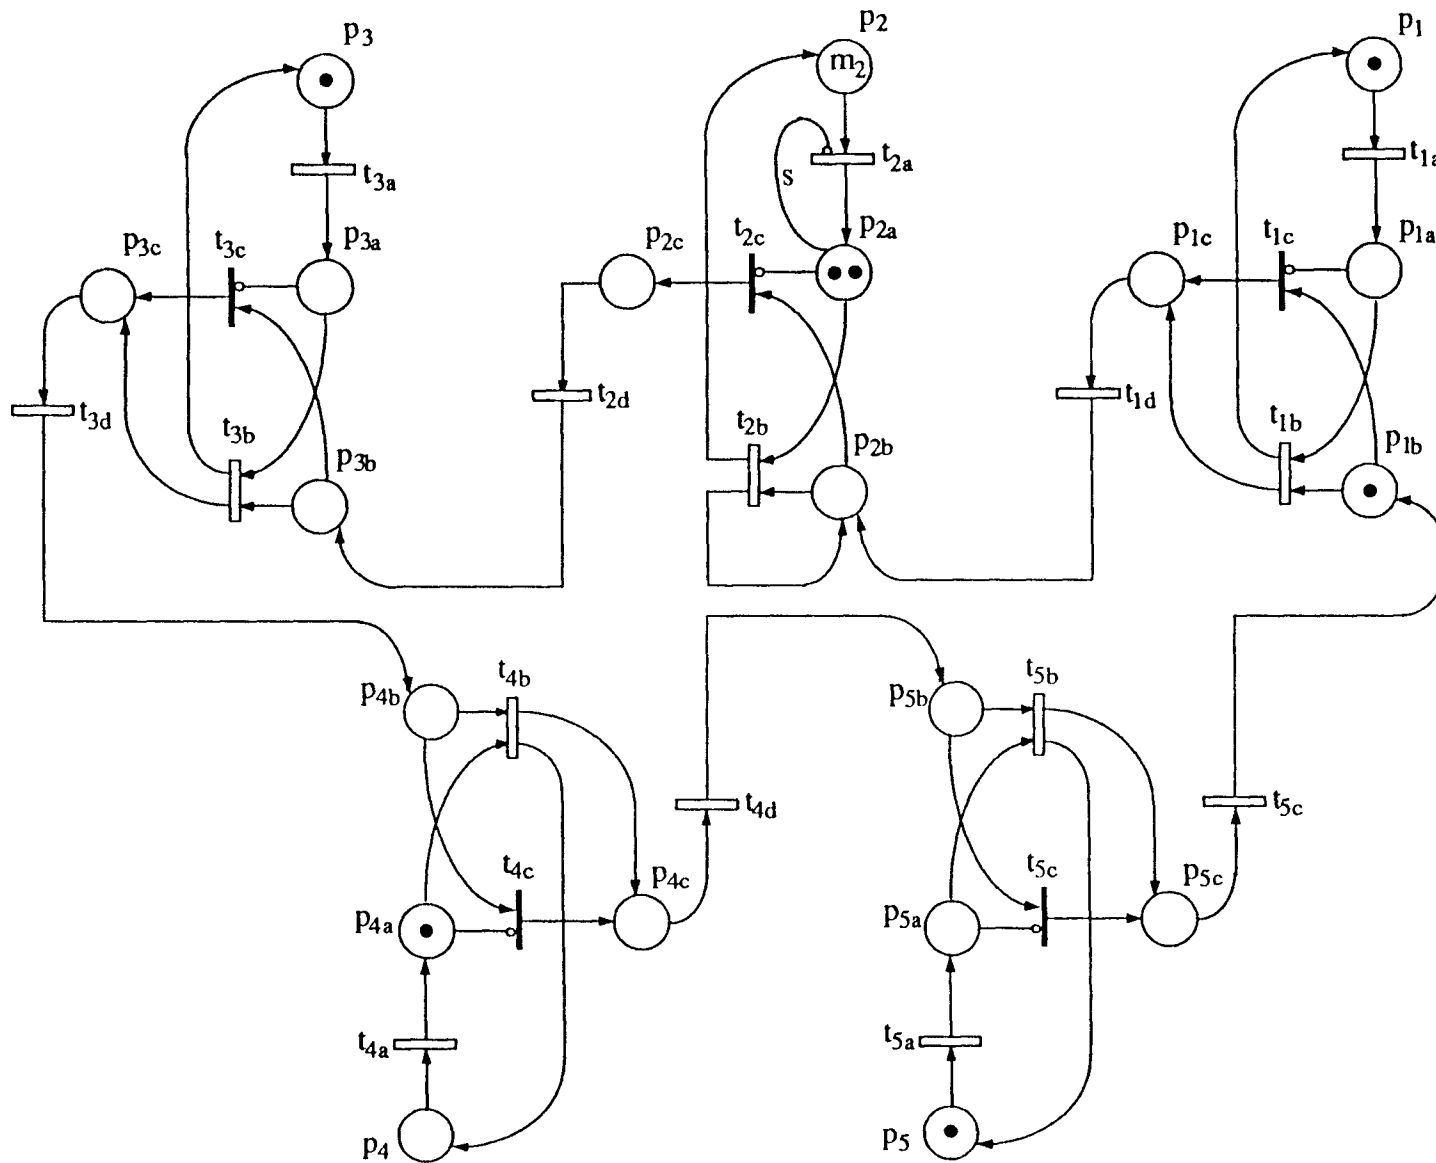 p3
p2
p1
m2
t3a
t2a
t1a
s
p3c
t3c
p3a
p2c
t2c
p2a
p1c
t1c
p1a
t3d
t3b
p3b
t2d
t2b
p2b
t1d
t1b
p1b
p4b
t4b
p5b
t5b
t4d
t5c
p4a
t4c
p4c
p5a
t5c
p5c
t4a
t5a
p4
p5